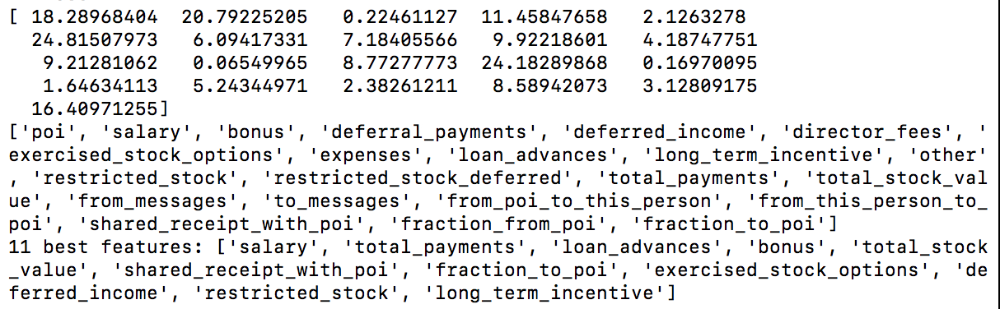 [ 18.28968404 20.79225205 0.22461127 11.45847658 2.1263278
24.81507973 6.09417331 7.18405566 9.92218601 4.18747751
9.21281062 0.06549965 8.77277773 24.18289868 0.16970095
1.64634113 5.24344971 2.38261211 8.58942073 3.12809175
16.40971255]
['poi', 'salary', 'bonus', 'deferral_payments', 'deferred_income', 'director_fees', '
exercised_stock_options', 'expenses', 'loan_advances', 'long_term_incentive', 'other'
, 'restricted_stock', 'restricted_stock_deferred', 'total_payments', 'total_stock_val
ue', 'from_messages', 'to_messages', 'from_poi_to_this_person', 'from_this_person_to_
poi', 'shared_receipt_with_poi', 'fraction_from_poi', 'fraction_to_poi']
11 best features: ['salary', 'total_payments', 'loan_advances', 'bonus', 'total_stock
_value', 'shared_receipt_with_poi', 'fraction_to_poi', 'exercised_stock_options', 'de
ferred_income', 'restricted_stock', 'long_term_incentive']